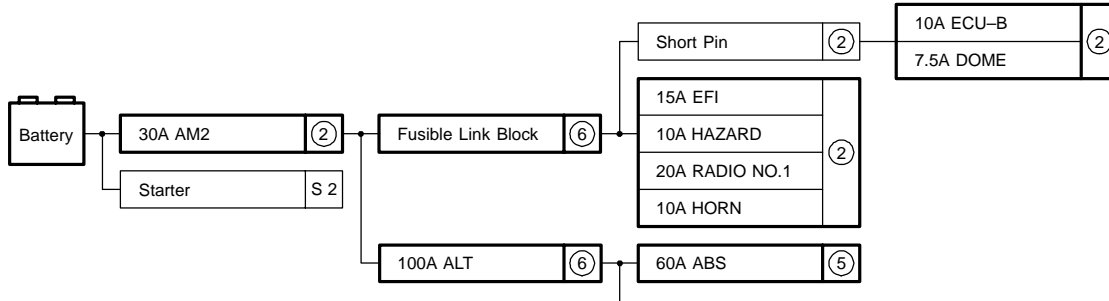 10A ECU–B
Short Pin ② ②
7.5A DOME
15A EFI
Battery 30A AM2 ② Fusible Link Block ⑥ 10A HAZARD
②
20A RADIO NO.1
Starter S 2
10A HORN
100A ALT ⑥ 60A ABS ⑤